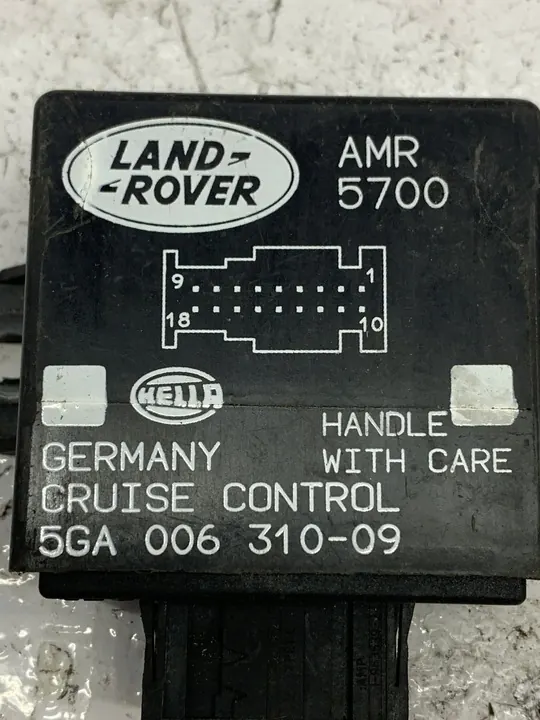 LAND-
-ROVER
AMR
5700
9 1
18 10
HELLA
HANDLE
GERMANY WITH CARE
CRUISE CONTROL
5GA 006 310-09